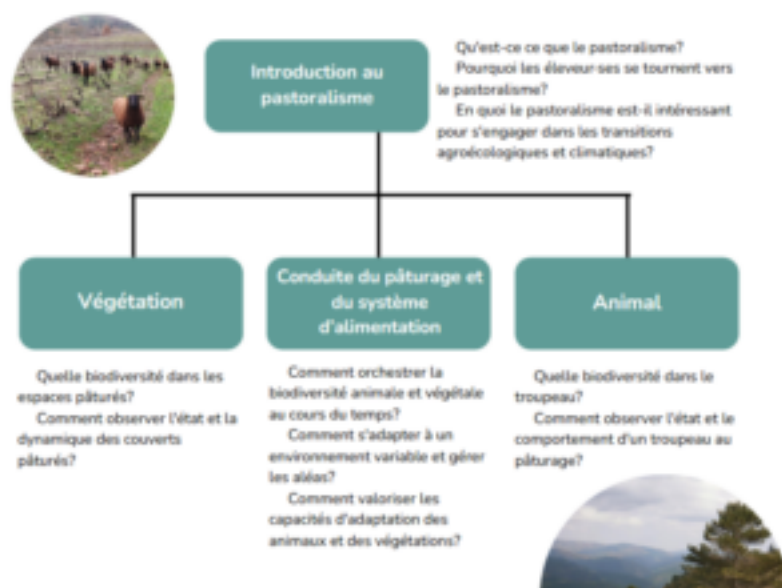 Introduction au
pastoralisme
Qu'est-ce ce que le pastoralisme?
Pourquoi les éleveur·ses se tournent vers
le pastoralisme?
En quoi le pastoralisme est-il intéressant
pour s'engager dans les transitions
agroécologiques et climatiques?
Végétation
Quelle biodiversité dans les
espaces pâturés?
Comment observer l'état et la
dynamique des couverts
pâturés?
Conduite du pâturage et
du système
d'alimentation
Comment orchestrer la
biodiversité animale et végétale
au cours du temps?
Comment s'adapter à un
environnement variable et gérer
les aléas?
Comment valoriser les
capacités d'adaptation des
animaux et des végétations?
Animal
Quelle biodiversité dans le
troupeau?
Comment observer l'état et le
comportement d'un troupeau au
pâturage?